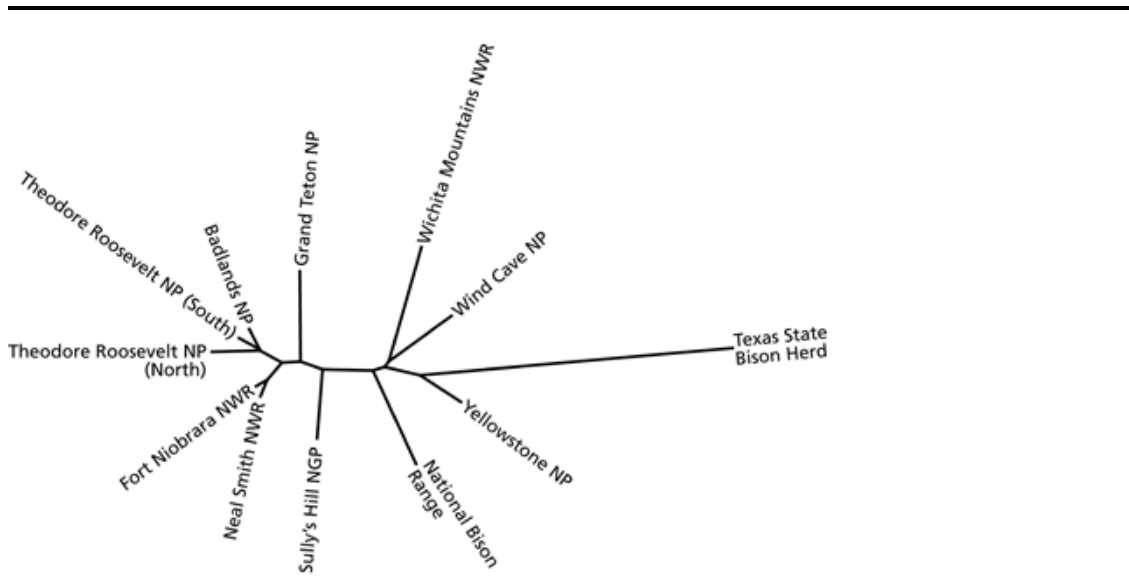 Wichita Mountains NWR
Grand Teton NP
Theodore Roosevelt NP (South)
Badlands NP
Wind Cave NP
Texas State
Bison Herd
Theodore Roosevelt NP
(North)
Fort Niobrara NWR
Neal Smith NWR
Sully's Hill NGP
National Bison
Range
Yellowstone NP